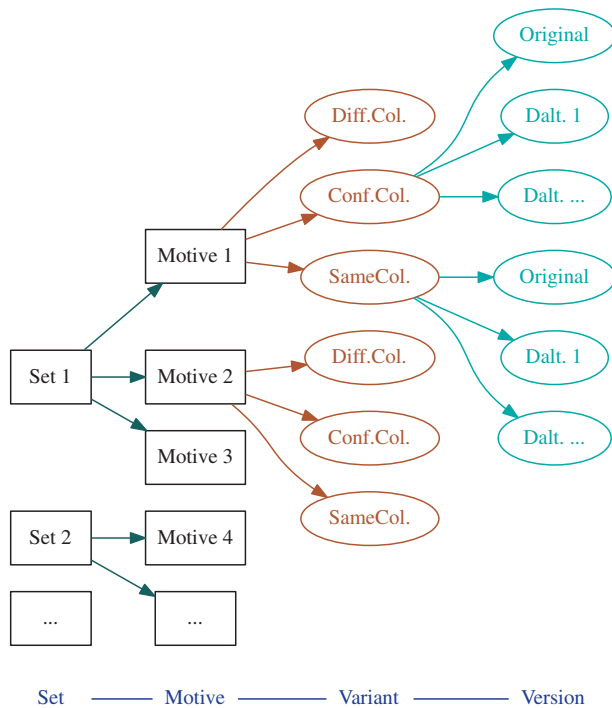 Original
Diff.Col.
Dalt. 1
Conf.Col.
Dalt. ...
Motive 1
SameCol.
Original
Set 1
Motive 2
Diff.Col.
Dalt. 1
Motive 3
Conf.Col.
Dalt. ...
Set 2
Motive 4
SameCol.
...
...
Set
Motive
Variant
Version